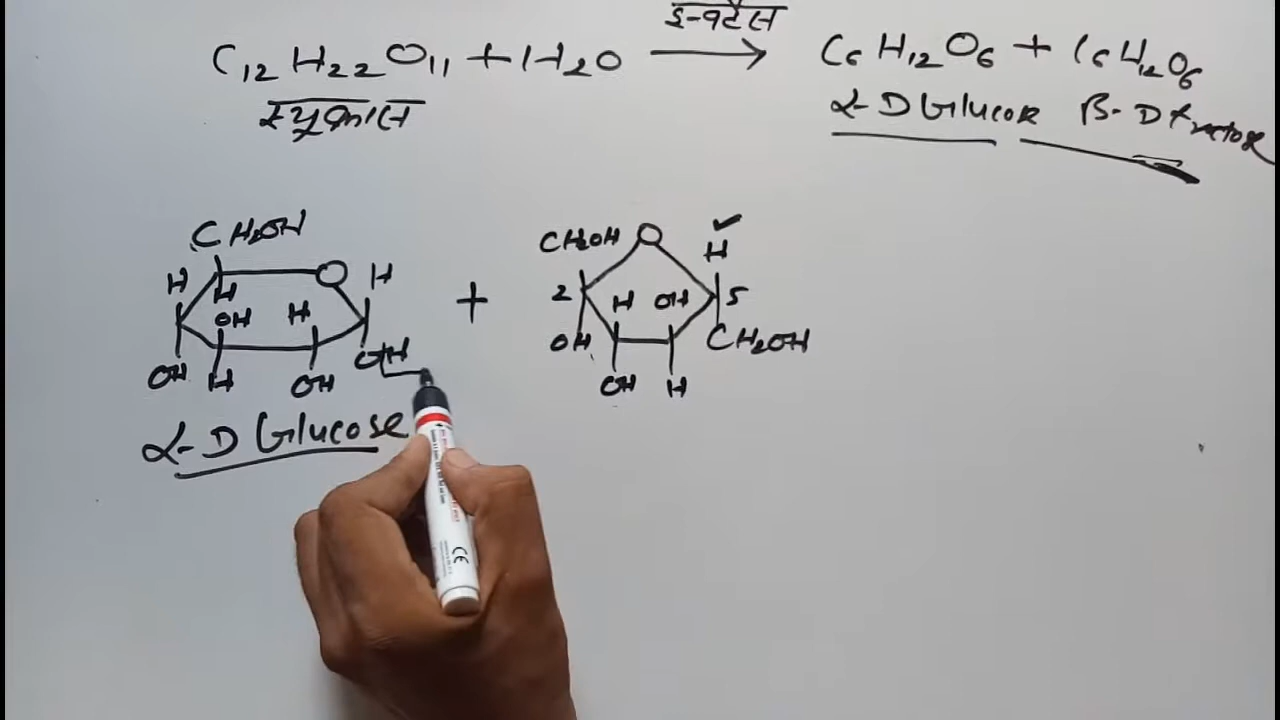 इन्वर्टेस
C₁₂H₂₂O₁₁ + H₂O ⟶ C₆H₁₂O₆ + C₆H₁₂O₆
स्युक्रोस α-D Glucose β-D Fructose
CH₂OH O H CH₂OH O H ✓
H H OH H + 2 H OH 5
OH H OH OH OH OH H CH₂OH
α-D Glucose
CE